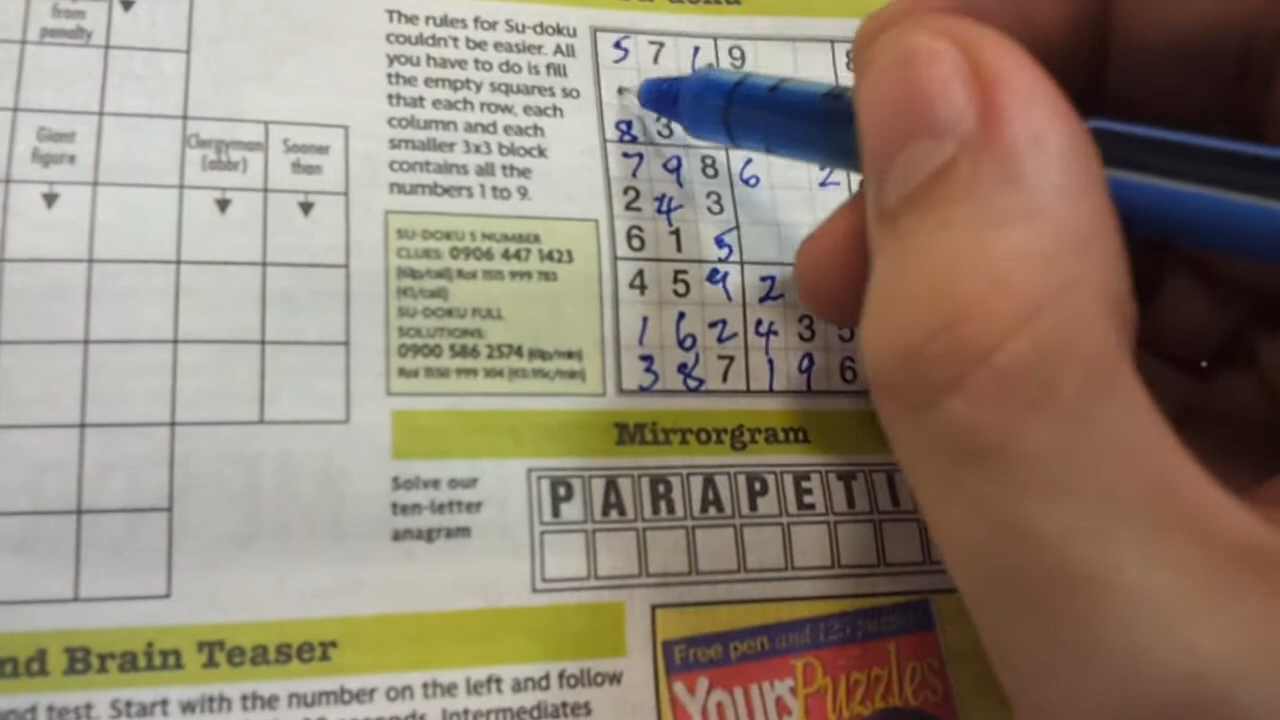 from
penalty
Giant
figure
Clergyman
(abbr)
Sooner
than
The rules for Su-doku
couldn't be easier. All
you have to do is fill
the empty squares so
that each row, each
column and each
smaller 3x3 block
contains all the
numbers 1 to 9.
SU-DOKU 5 NUMBER
CLUES: 0906 447 1423
SU-DOKU FULL
SOLUTIONS:
0900 586 2574
5 7 1 9 8
8 3
7 9 8 6 2
2 4 3
6 1 5
4 5 9 2
1 6 2 4 3 5
3 8 7 1 9 6
Mirrorgram
Solve our
ten-letter
anagram
PARAPETI
nd Brain Teaser
nd test. Start with the number on the left and follow
Intermediates
Free pen and 125 puzzles
Yours Puzzles